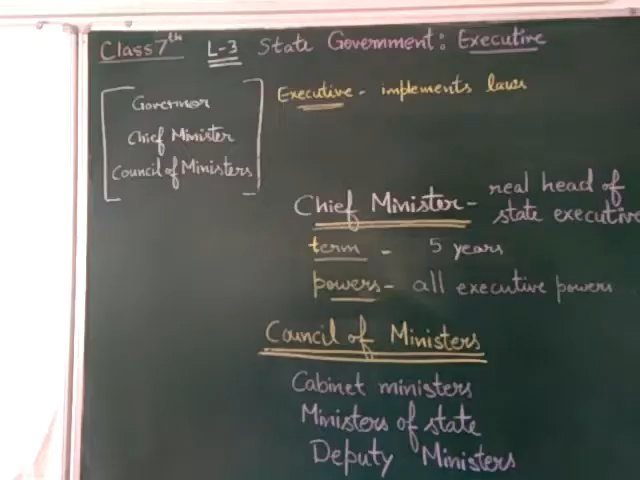 Class 7th L-3 State Government: Executive
Governor
Chief Minister
Council of Ministers
Executive - implements laws
Chief Minister - real head of
state executive
term - 5 years
powers - all executive powers
Council of Ministers
Cabinet ministers
Ministers of state
Deputy Ministers